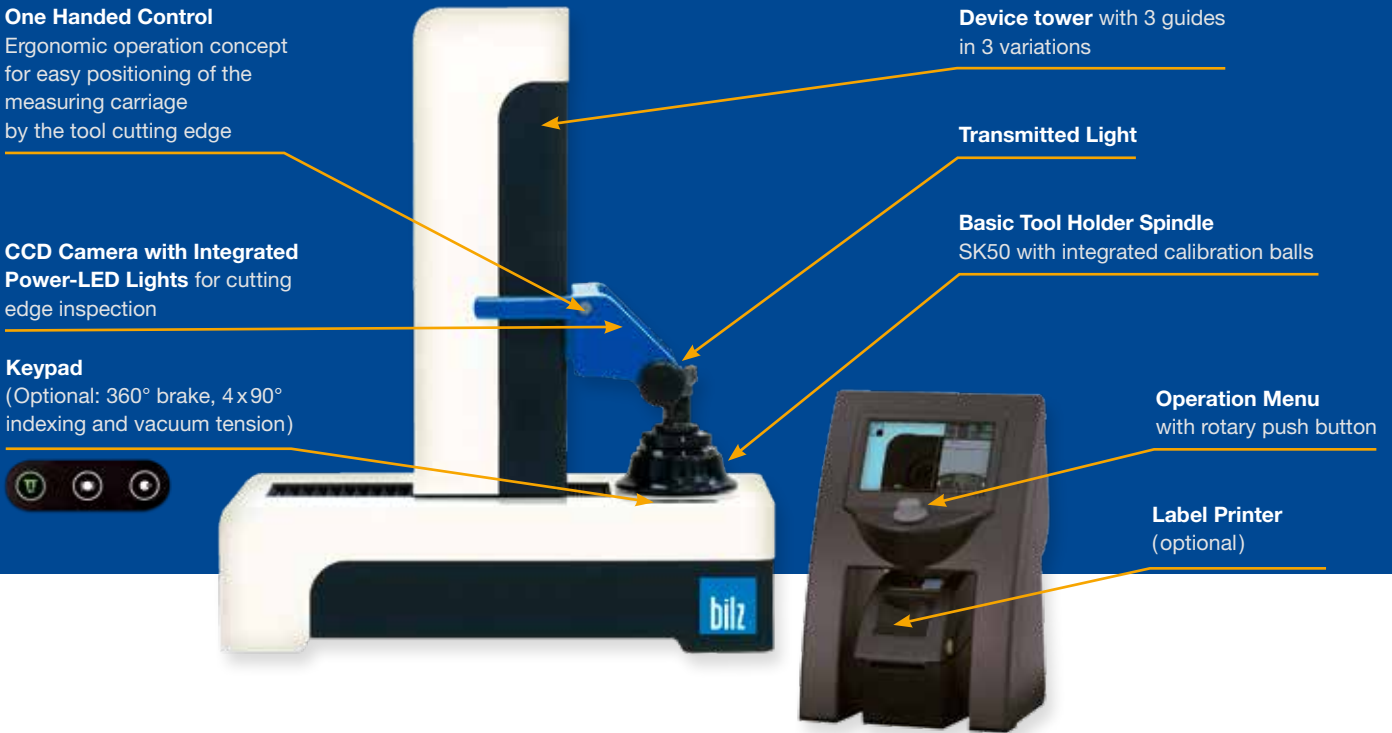 One Handed Control
Ergonomic operation concept
for easy positioning of the
measuring carriage
by the tool cutting edge
CCD Camera with Integrated
Power-LED Lights for cutting
edge inspection
Keypad
(Optional: 360° brake, 4 x 90°
indexing and vacuum tension)
Device tower with 3 guides
in 3 variations
Transmitted Light
Basic Tool Holder Spindle
SK50 with integrated calibration balls
Operation Menu
with rotary push button
Label Printer
(optional)
bilz